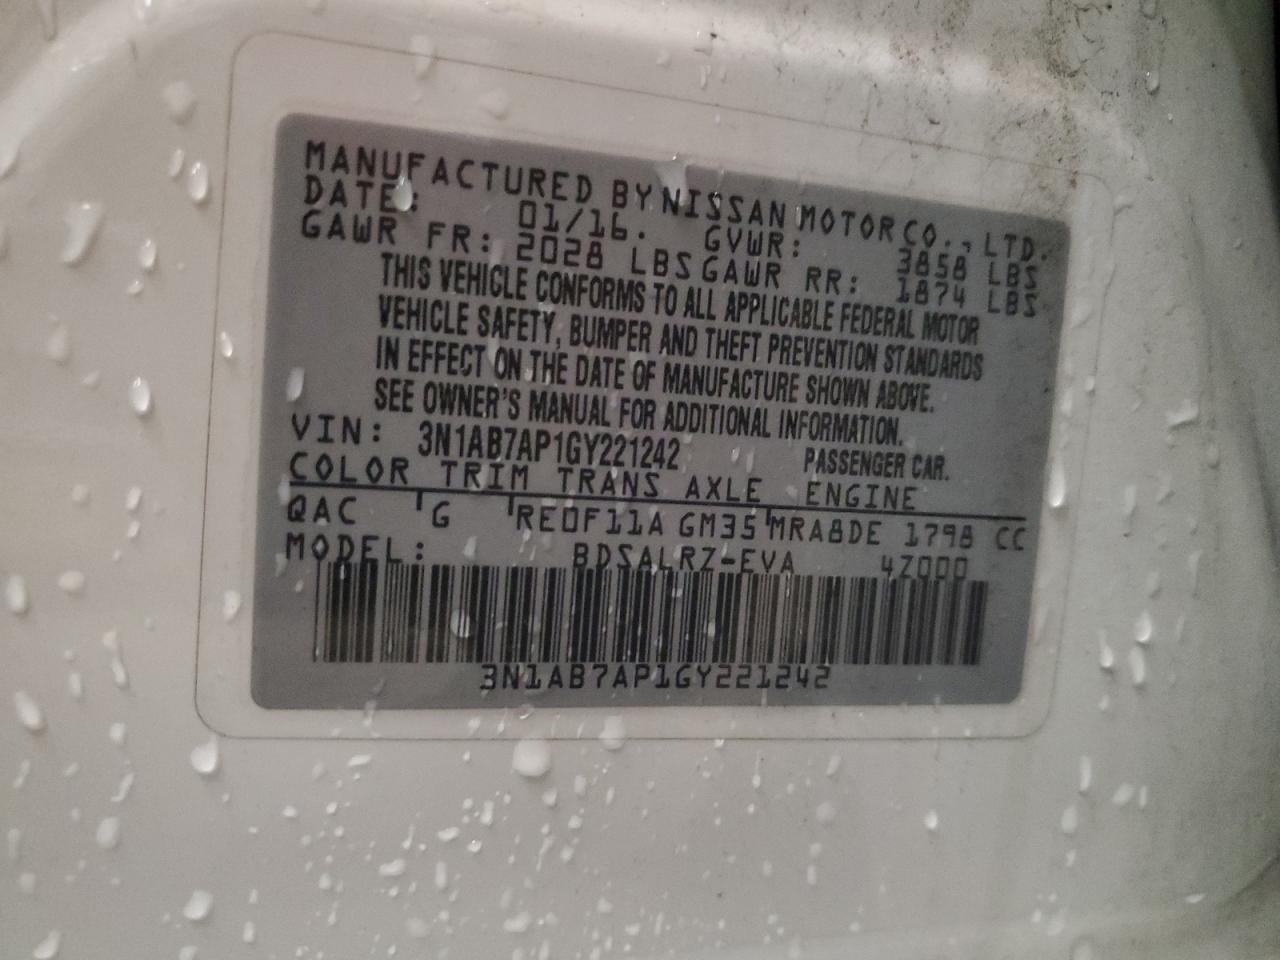 MANUFACTURED BY NISSAN MOTOR CO., LTD.
DATE: 01/16. GVWR: 3858 LBS
GAWR FR: 2028 LBS GAWR RR: 1874 LBS
THIS VEHICLE CONFORMS TO ALL APPLICABLE FEDERAL MOTOR
VEHICLE SAFETY, BUMPER AND THEFT PREVENTION STANDARDS
IN EFFECT ON THE DATE OF MANUFACTURE SHOWN ABOVE.
SEE OWNER'S MANUAL FOR ADDITIONAL INFORMATION.
VIN: 3N1AB7AP1GY221242 PASSENGER CAR.
COLOR TRIM TRANS AXLE ENGINE
QAC G RE0F11A GM35 MRA8DE 1798 CC
MODEL: BDSALRZ-EVA 4Z000
3N1AB7AP1GY221242